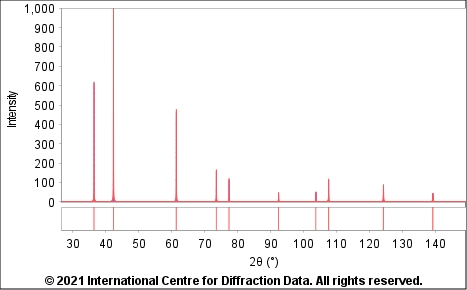 1,000
900
800
700
600
500
400
300
200
100
0
Intensity
30 40 50 60 70 80 90 100 110 120 130 140
2θ (°)
© 2021 International Centre for Diffraction Data. All rights reserved.